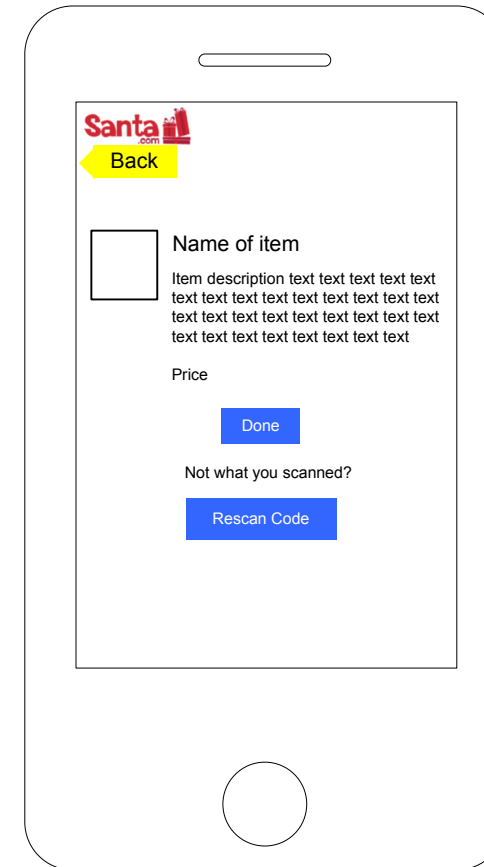 Santa
.com
Back
Name of item
Item description text text text text text
text text text text text text text text text
text text text text text text text text text
text text text text text text text text
Price
Done
Not what you scanned?
Rescan Code